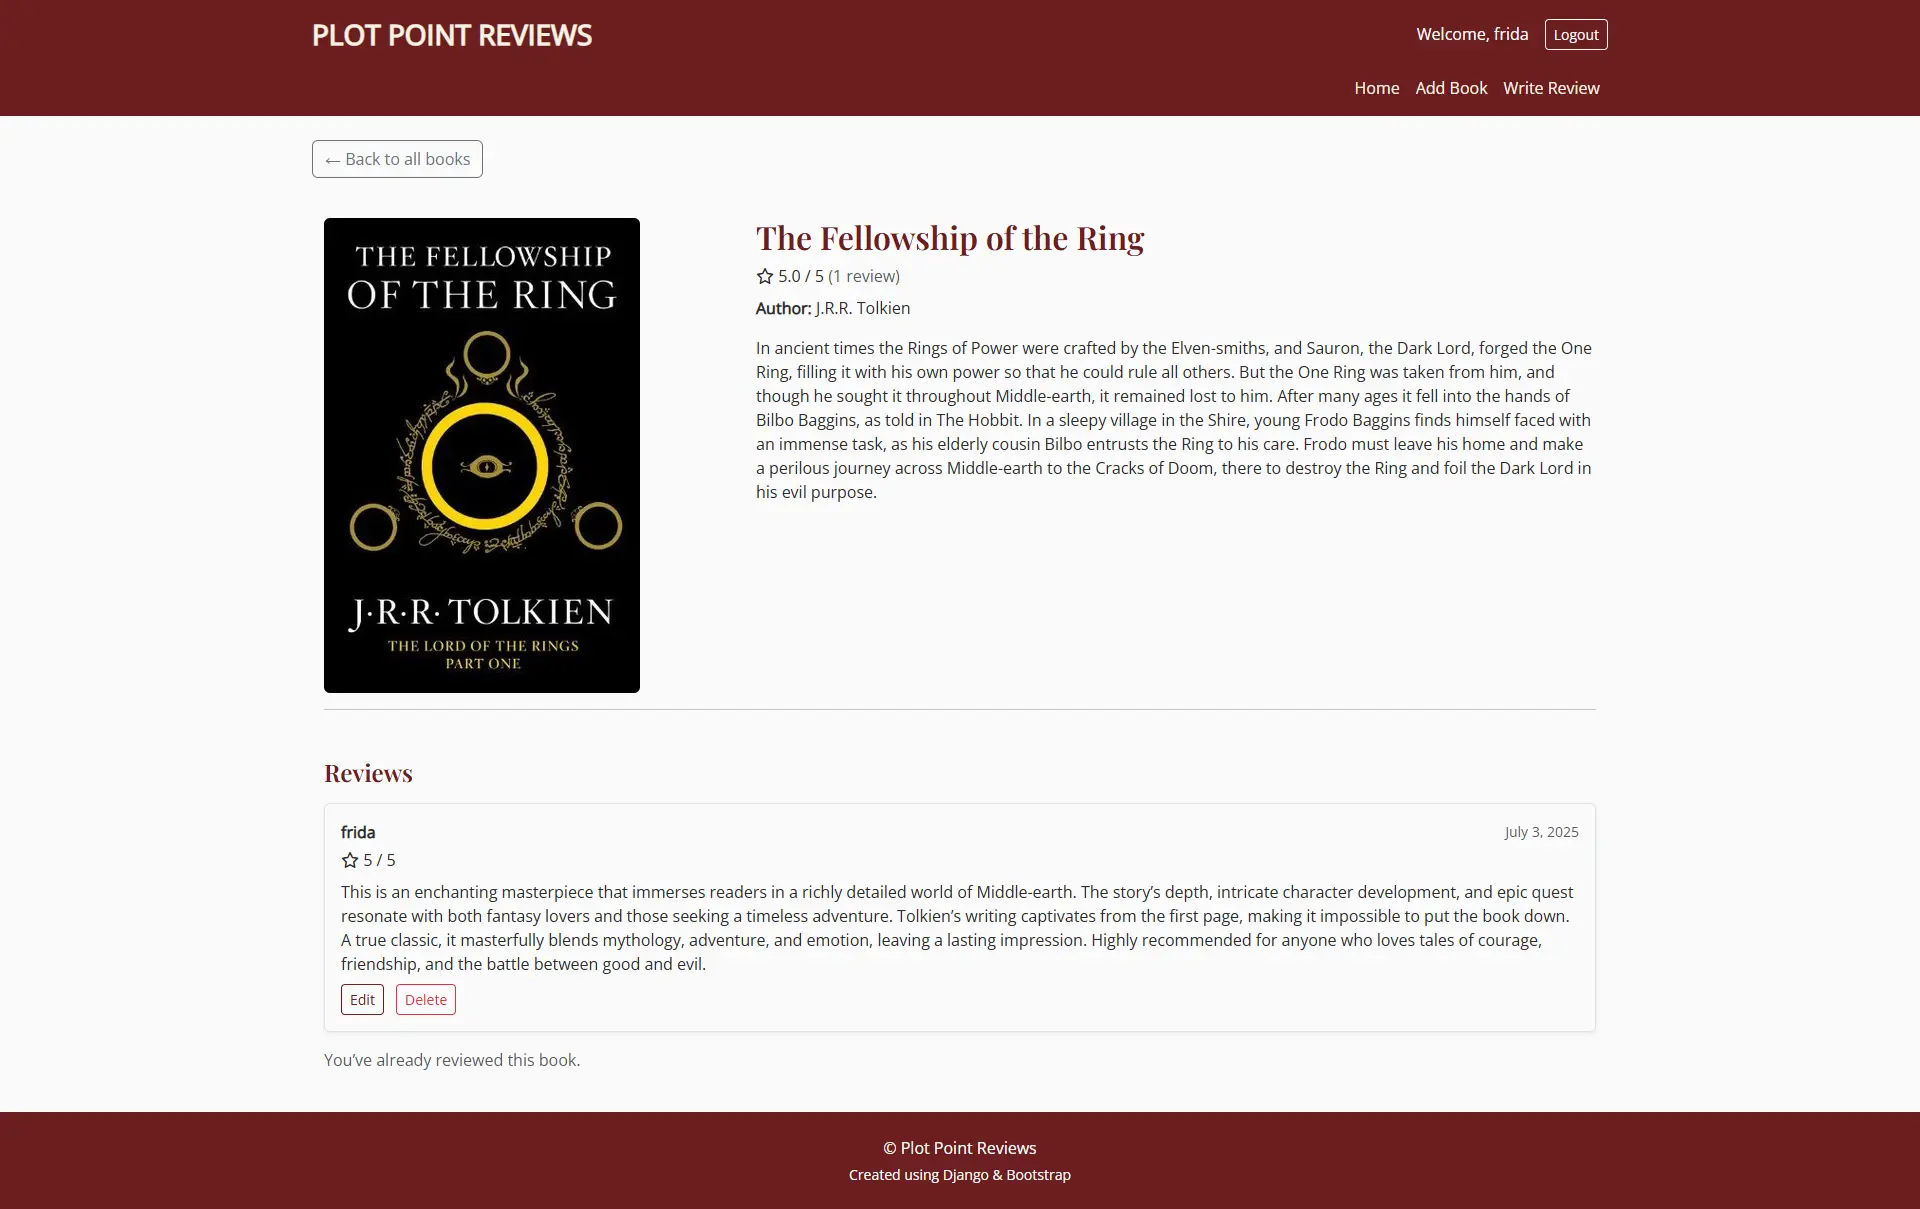 PLOT POINT REVIEWS
Welcome, frida
Logout
Home
Add Book
Write Review
← Back to all books
THE FELLOWSHIP
OF THE RING
J·R·R· TOLKIEN
THE LORD OF THE RINGS
PART ONE
The Fellowship of the Ring
5.0 / 5 (1 review)
Author: J.R.R. Tolkien
In ancient times the Rings of Power were crafted by the Elven-smiths, and Sauron, the Dark Lord, forged the One
Ring, filling it with his own power so that he could rule all others. But the One Ring was taken from him, and
though he sought it throughout Middle-earth, it remained lost to him. After many ages it fell into the hands of
Bilbo Baggins, as told in The Hobbit. In a sleepy village in the Shire, young Frodo Baggins finds himself faced with
an immense task, as his elderly cousin Bilbo entrusts the Ring to his care. Frodo must leave his home and make
a perilous journey across Middle-earth to the Cracks of Doom, there to destroy the Ring and foil the Dark Lord in
his evil purpose.
Reviews
frida
July 3, 2025
5 / 5
This is an enchanting masterpiece that immerses readers in a richly detailed world of Middle-earth. The story’s depth, intricate character development, and epic quest
resonate with both fantasy lovers and those seeking a timeless adventure. Tolkien’s writing captivates from the first page, making it impossible to put the book down.
A true classic, it masterfully blends mythology, adventure, and emotion, leaving a lasting impression. Highly recommended for anyone who loves tales of courage,
friendship, and the battle between good and evil.
Edit
Delete
You’ve already reviewed this book.
© Plot Point Reviews
Created using Django & Bootstrap